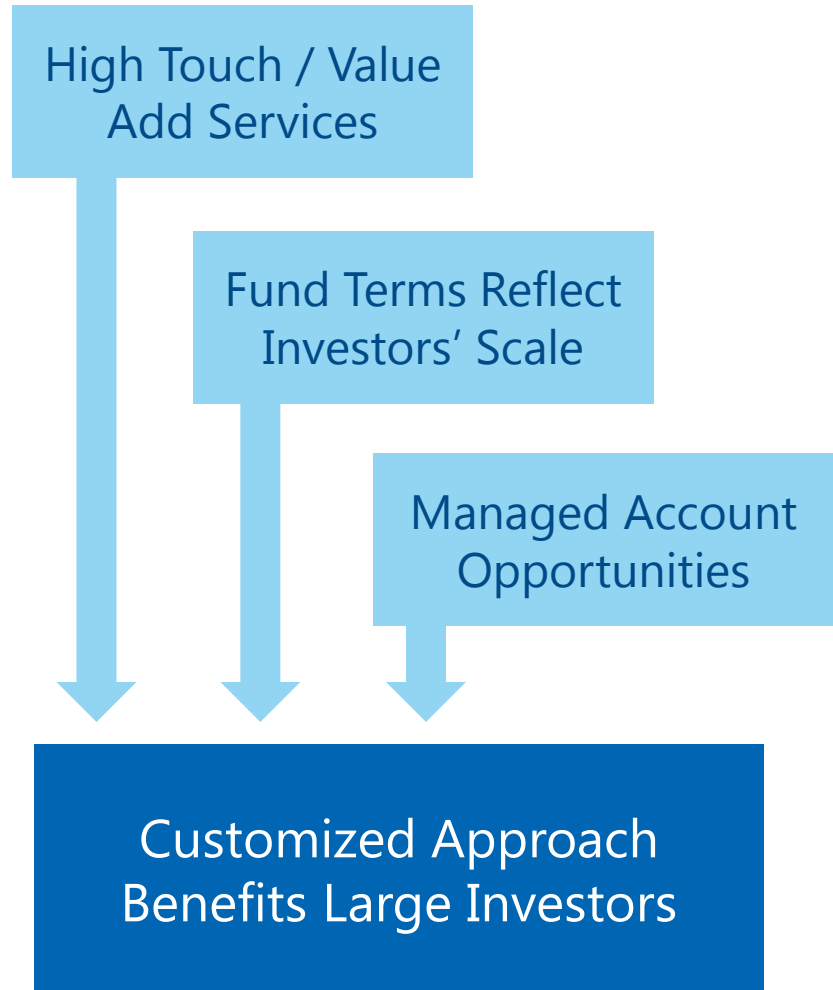 High Touch / Value
Add Services
Fund Terms Reflect
Investors’ Scale
Managed Account
Opportunities
Customized Approach
Benefits Large Investors